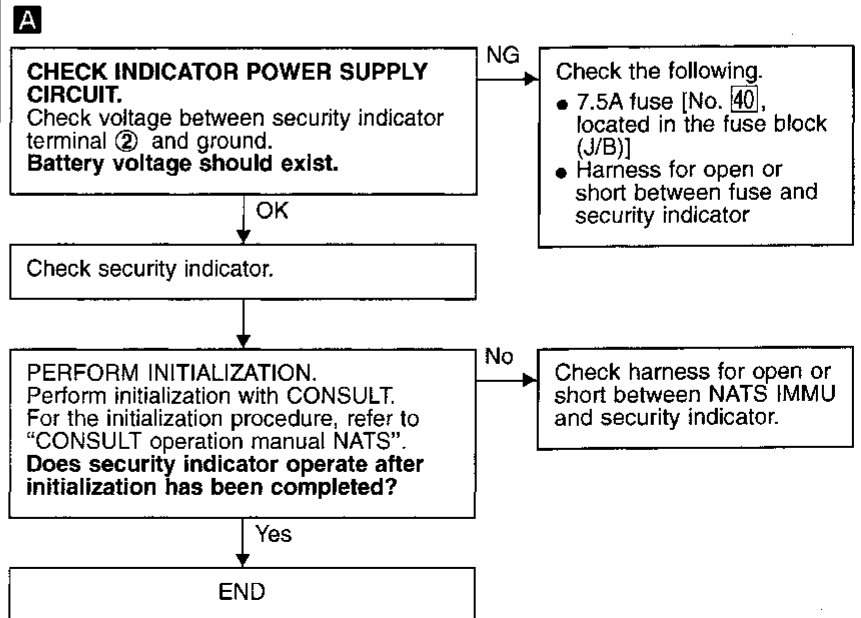 A
CHECK INDICATOR POWER SUPPLY
CIRCUIT.
Check voltage between security indicator
terminal ② and ground.
Battery voltage should exist.
NG
Check the following.
● 7.5A fuse [No. 40,
located in the fuse block
(J/B)]
● Harness for open or
short between fuse and
security indicator
OK
Check security indicator.
PERFORM INITIALIZATION.
Perform initialization with CONSULT.
For the initialization procedure, refer to
“CONSULT operation manual NATS”.
Does security indicator operate after
initialization has been completed?
No
Check harness for open or
short between NATS IMMU
and security indicator.
Yes
END